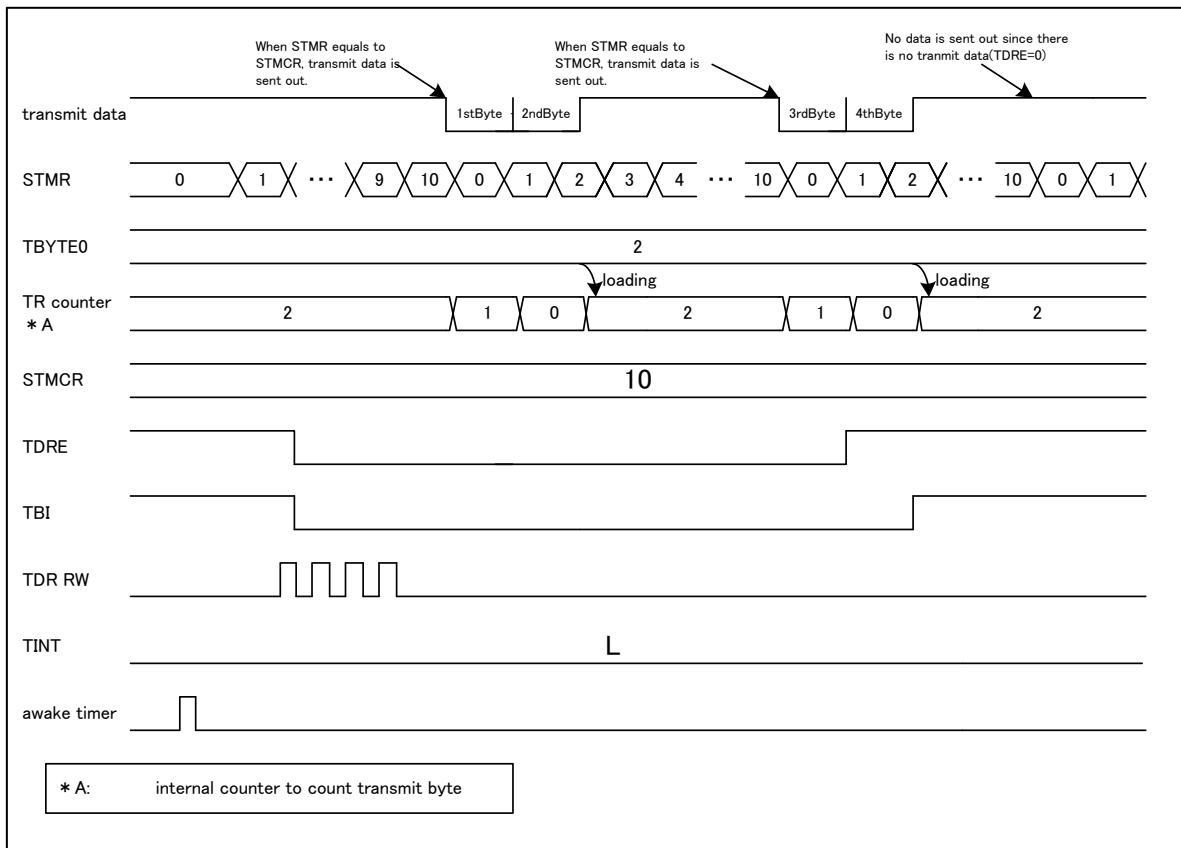 When STMR equals to
STMCR, transmit data is
sent out.
When STMR equals to
STMCR, transmit data is
sent out.
No data is sent out since there
is no tranmit data(TDRE=0)
transmit data
1stByte 2ndByte 3rdByte 4thByte
STMR
0 1 ··· 9 10 0 1 2 3 4 ··· 10 0 1 2 ··· 10 0 1
TBYTE0
2
loading loading
TR counter
* A
2 1 0 2 1 0 2
STMCR
10
TDRE
TBI
TDR RW
TINT
L
awake timer
* A: internal counter to count transmit byte